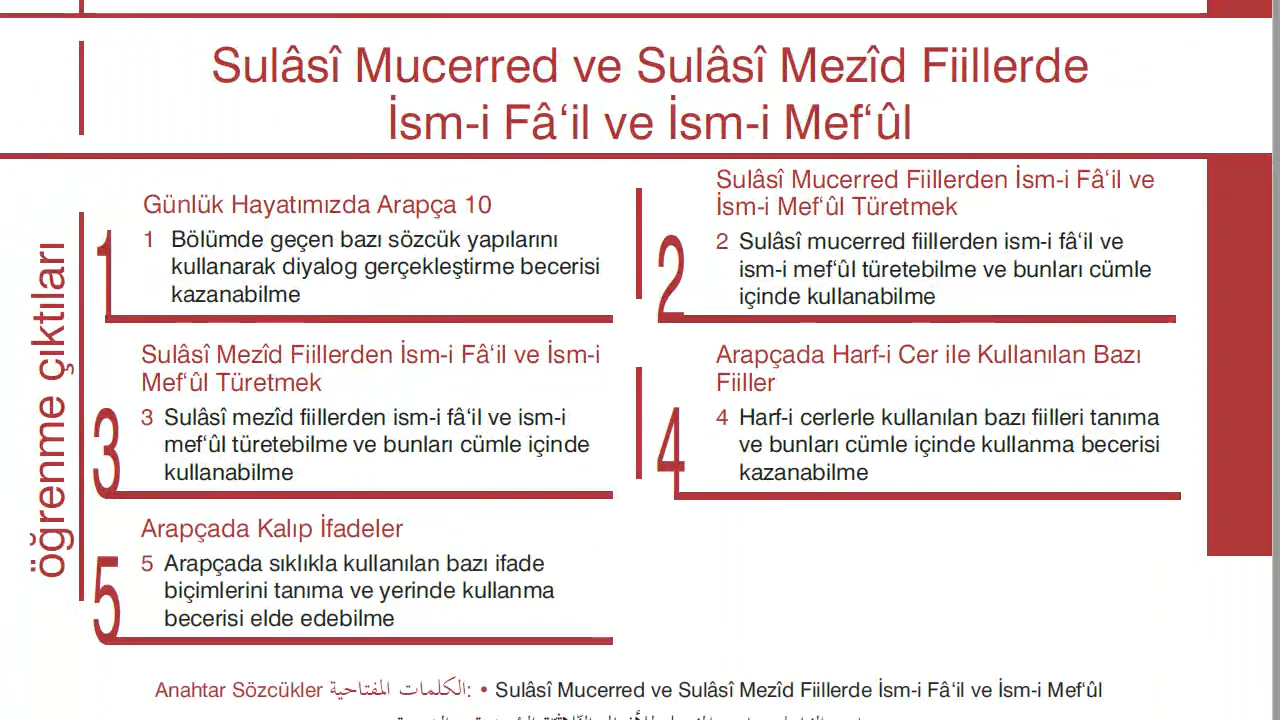 Sulâsî Mucerred ve Sulâsî Mezîd Fiillerde
İsm-i Fâ‘il ve İsm-i Mef‘ûl
öğrenme çıktıları
1
Günlük Hayatımızda Arapça 10
1 Bölümde geçen bazı sözcük yapılarını
kullanarak diyalog gerçekleştirme becerisi
kazanabilme
2
Sulâsî Mucerred Fiillerden İsm-i Fâ‘il ve
İsm-i Mef‘ûl Türetmek
2 Sulâsî mucerred fiillerden ism-i fâ‘il ve
ism-i mef‘ûl türetebilme ve bunları cümle
içinde kullanabilme
3
Sulâsî Mezîd Fiillerden İsm-i Fâ‘il ve İsm-i
Mef‘ûl Türetmek
3 Sulâsî mezîd fiillerden ism-i fâ‘il ve ism-i
mef‘ûl türetebilme ve bunları cümle içinde
kullanabilme
4
Arapçada Harf-i Cer ile Kullanılan Bazı
Fiiller
4 Harf-i cerlerle kullanılan bazı fiilleri tanıma
ve bunları cümle içinde kullanma becerisi
kazanabilme
5
Arapçada Kalıp İfadeler
5 Arapçada sıklıkla kullanılan bazı ifade
biçimlerini tanıma ve yerinde kullanma
becerisi elde edebilme
Anahtar Sözcükler الكلمات المفتاحية: • Sulâsî Mucerred ve Sulâsî Mezîd Fiillerde İsm-i Fâ‘il ve İsm-i Mef‘ûl